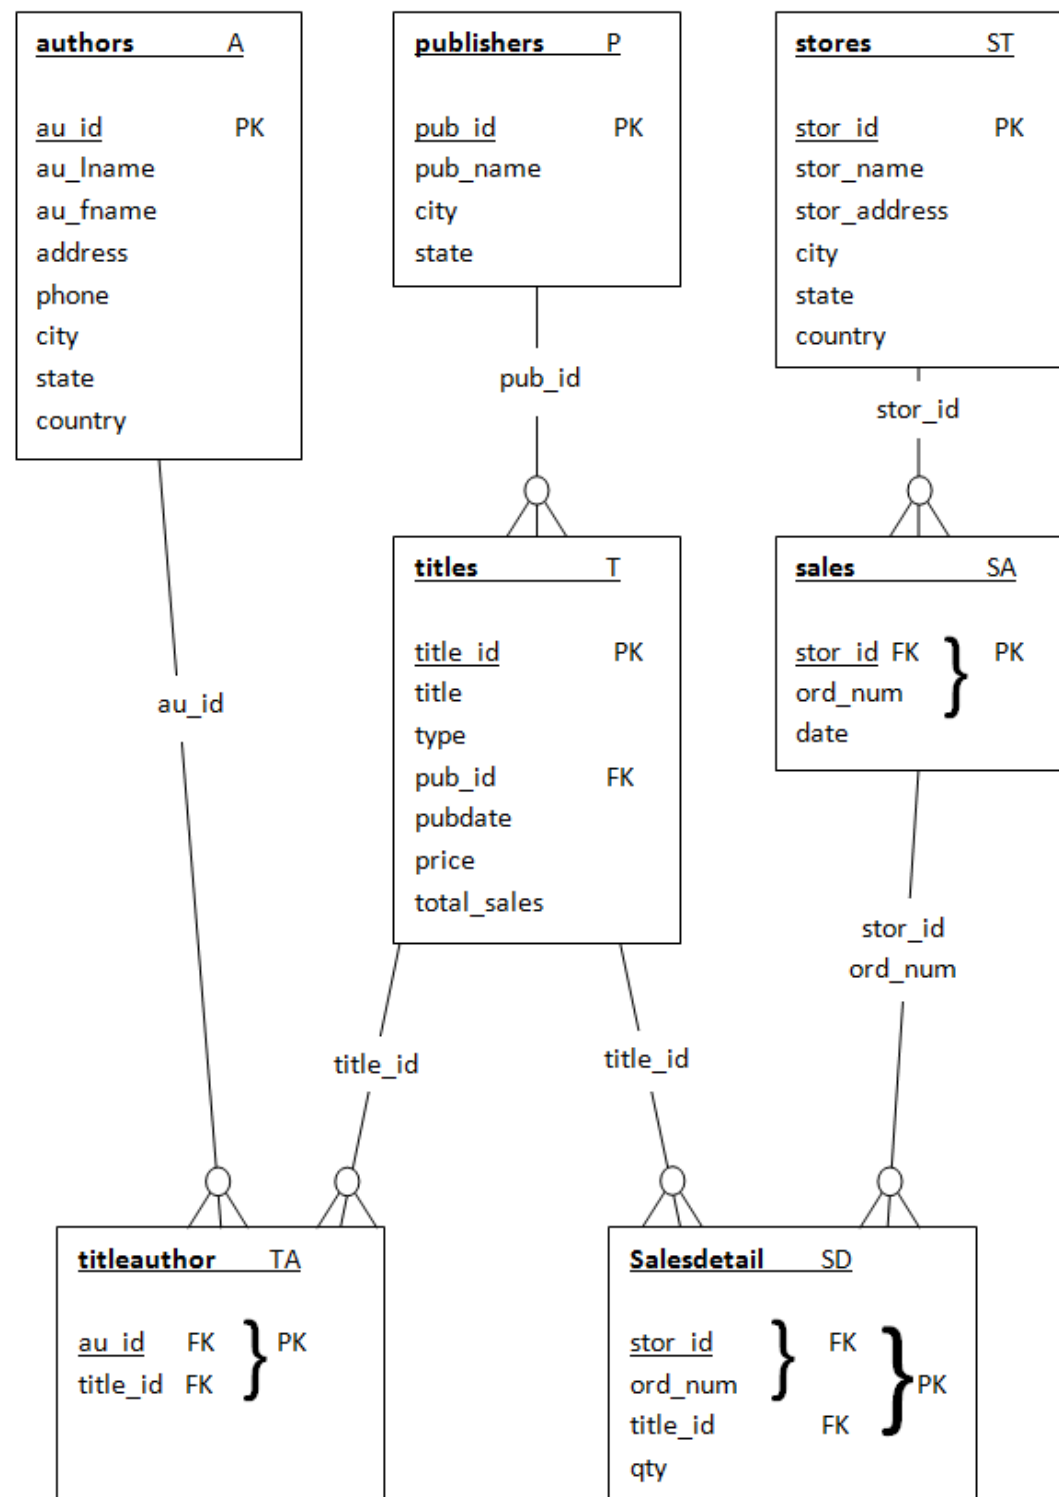 authors A
au_id PK
au_lname
au_fname
address
phone
city
state
country
publishers P
pub_id PK
pub_name
city
state
stores ST
stor_id PK
stor_name
stor_address
city
state
country
pub_id
stor_id
au_id
titles T
title_id PK
title
type
pub_id FK
pubdate
price
total_sales
sales SA
stor_id FK } PK
ord_num
date
stor_id
ord_num
title_id
title_id
titleauthor TA
au_id FK } PK
title_id FK
Salesdetail SD
stor_id } FK
ord_num } PK
title_id FK
qty